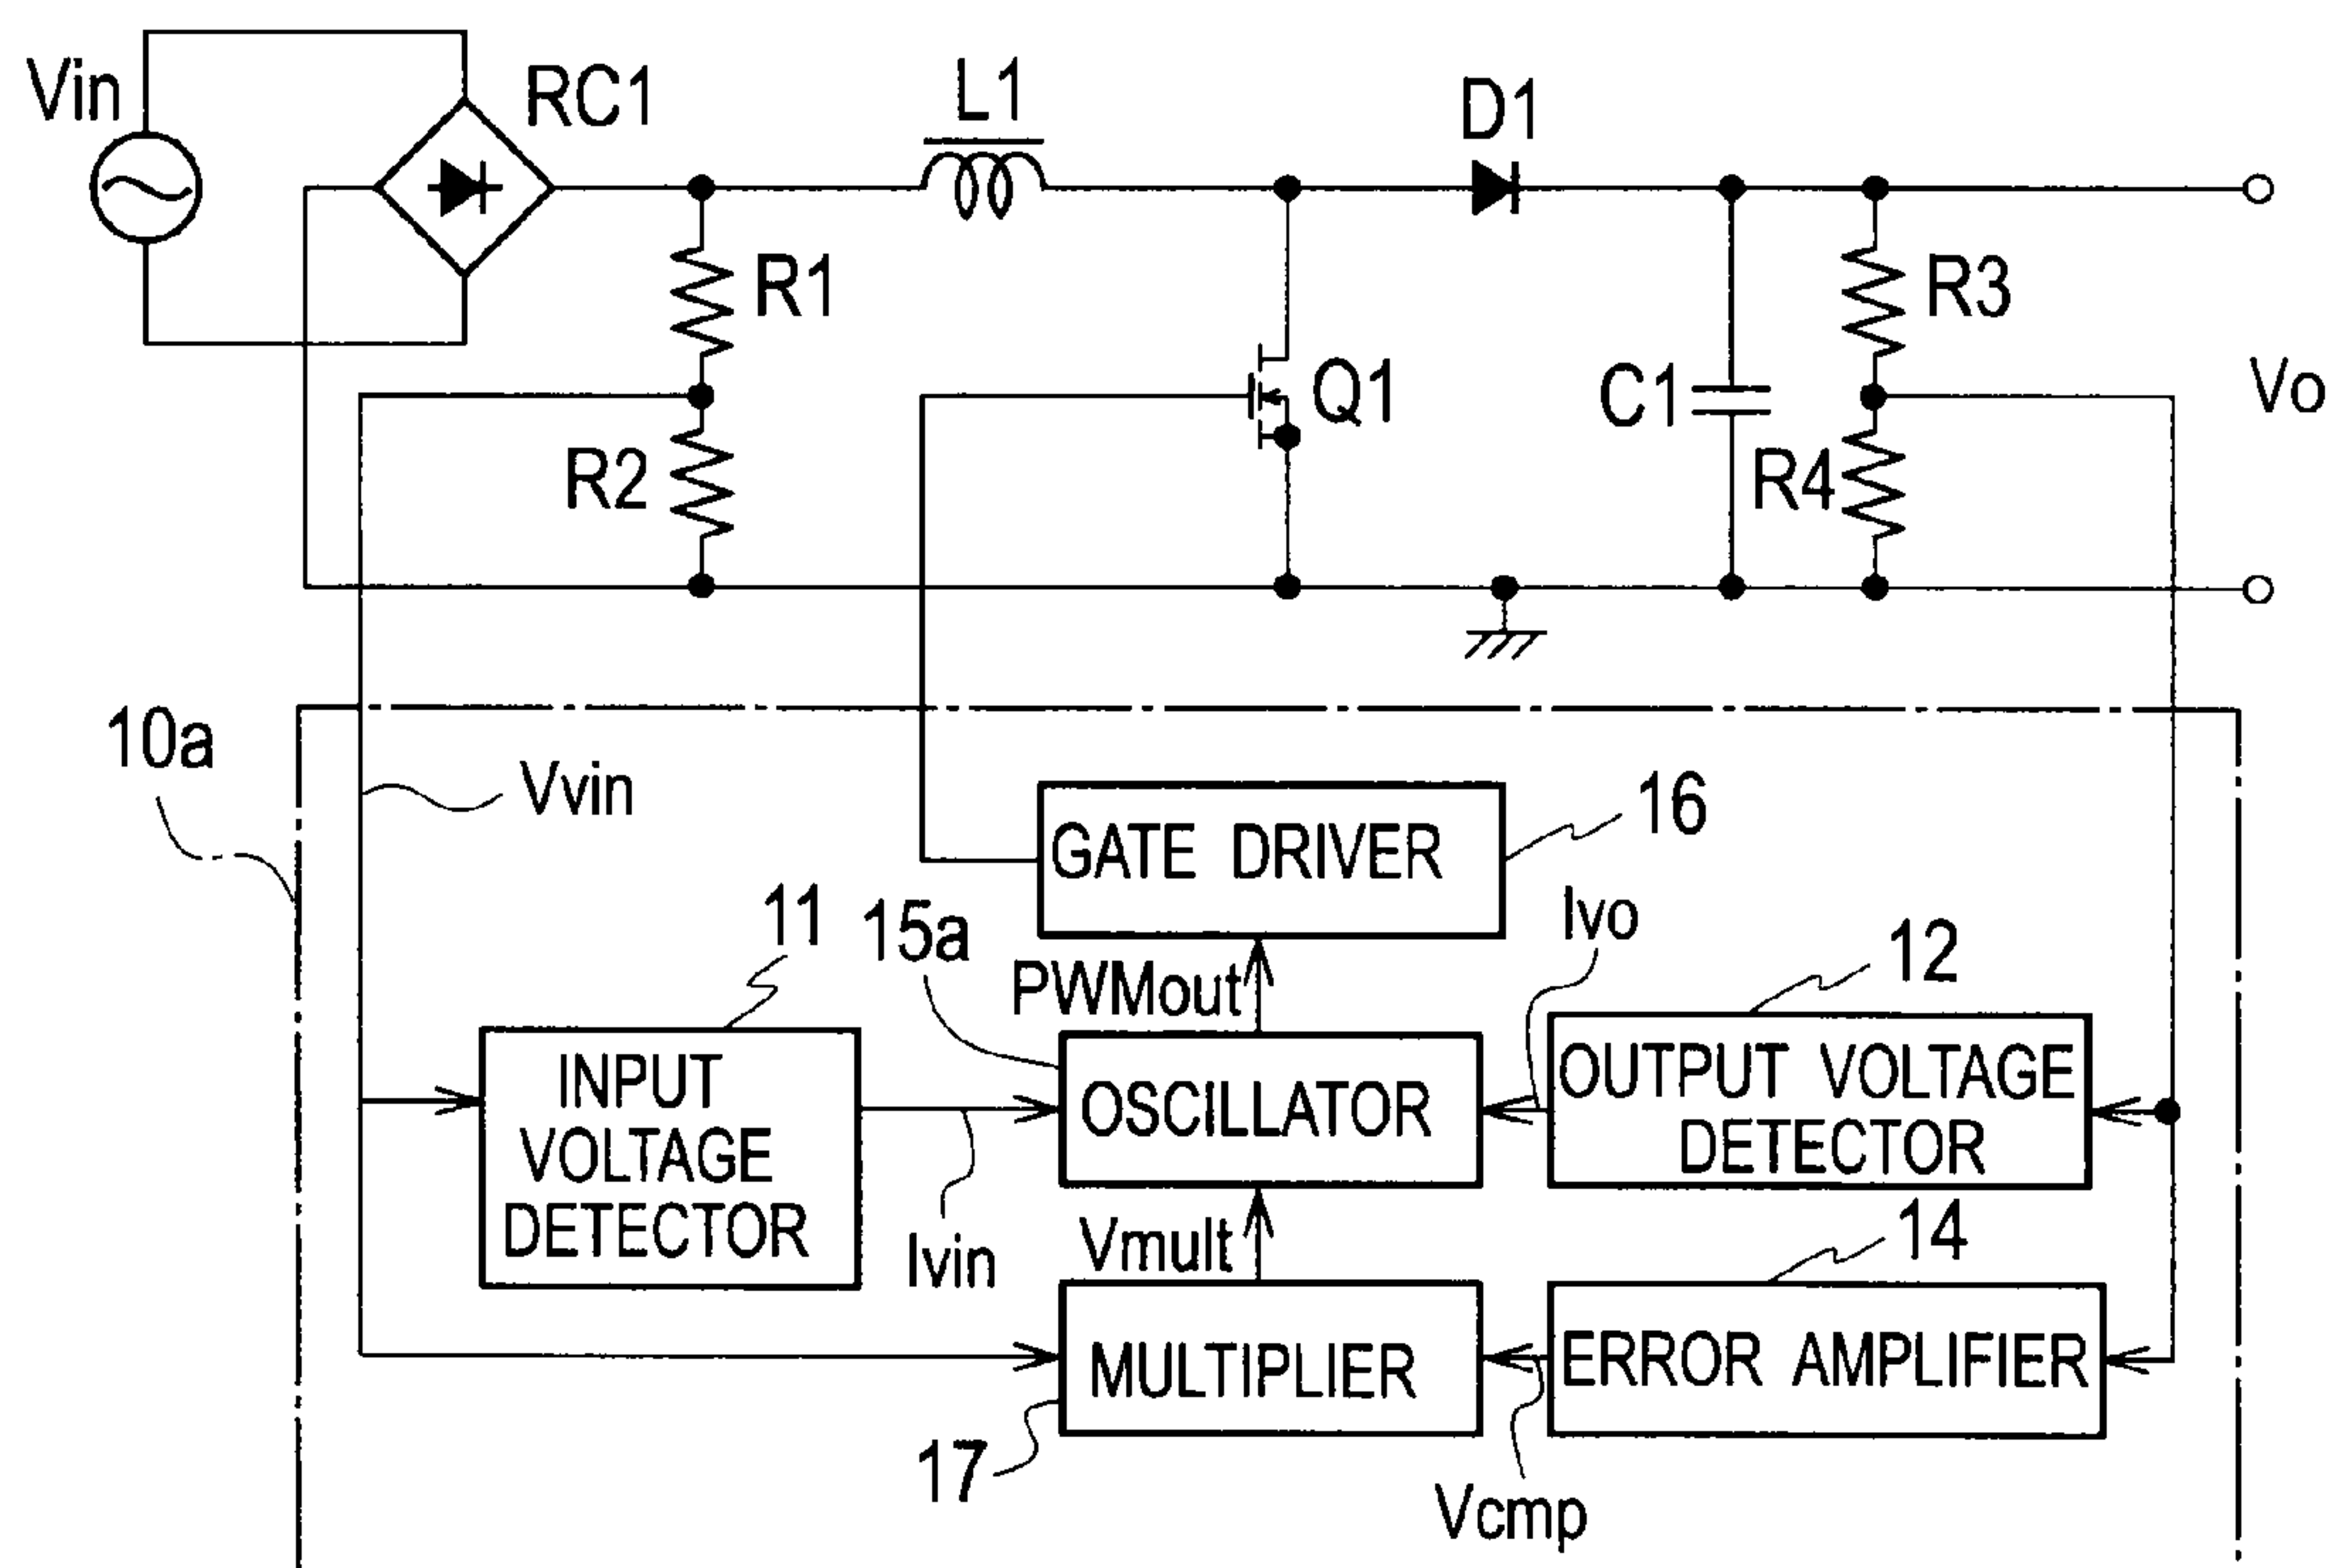 Vin
RC1
L1
D1
R1
R3
Q1
C1
Vo
R2
R4
10a
Vvin
16
GATE DRIVER
11
15a
Ivo
12
PWMout
INPUT
VOLTAGE
DETECTOR
OSCILLATOR
OUTPUT VOLTAGE
DETECTOR
Ivin
Vmult
14
MULTIPLIER
ERROR AMPLIFIER
17
Vcmp